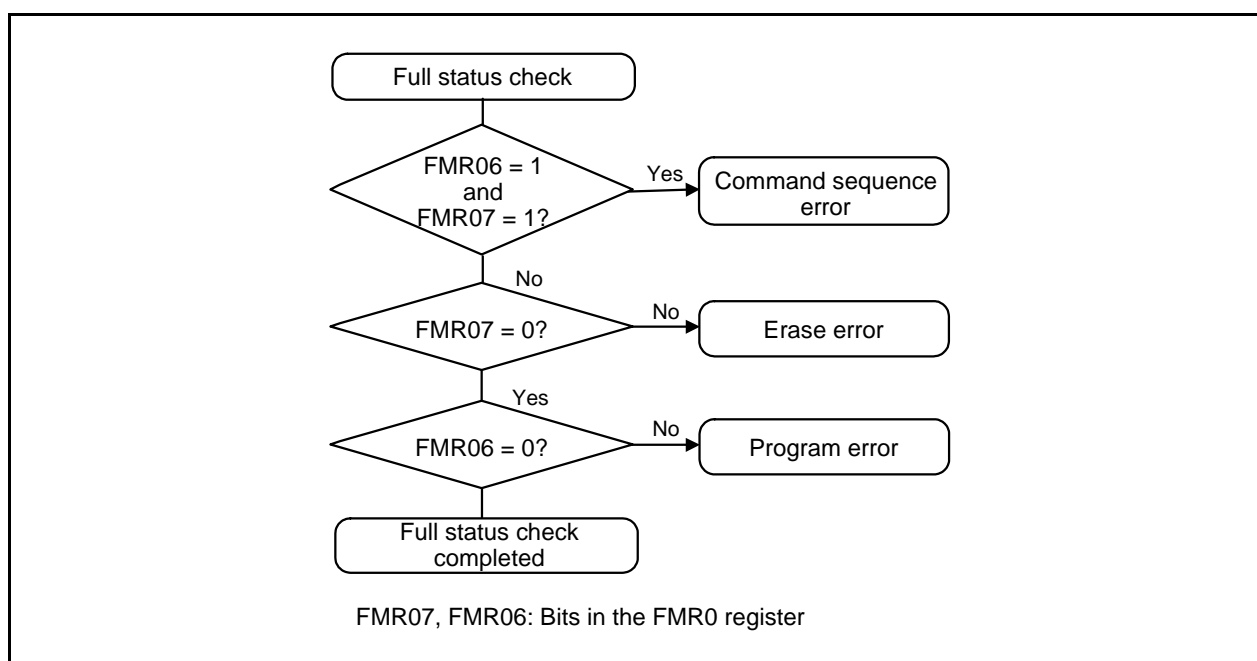 Full status check
FMR06 = 1
and
FMR07 = 1?
Yes
Command sequence
error
No
FMR07 = 0?
No
Erase error
Yes
FMR06 = 0?
No
Program error
Full status check
completed
FMR07, FMR06: Bits in the FMR0 register